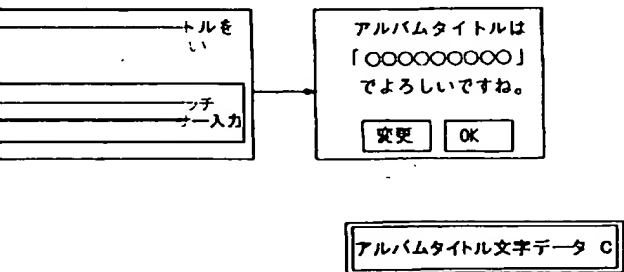 トルを
い
ッチ
ー入力
アルバムタイトルは
「○○○○○○○○○」
でよろしいですね。
変更
OK
アルバムタイトル文字データ C